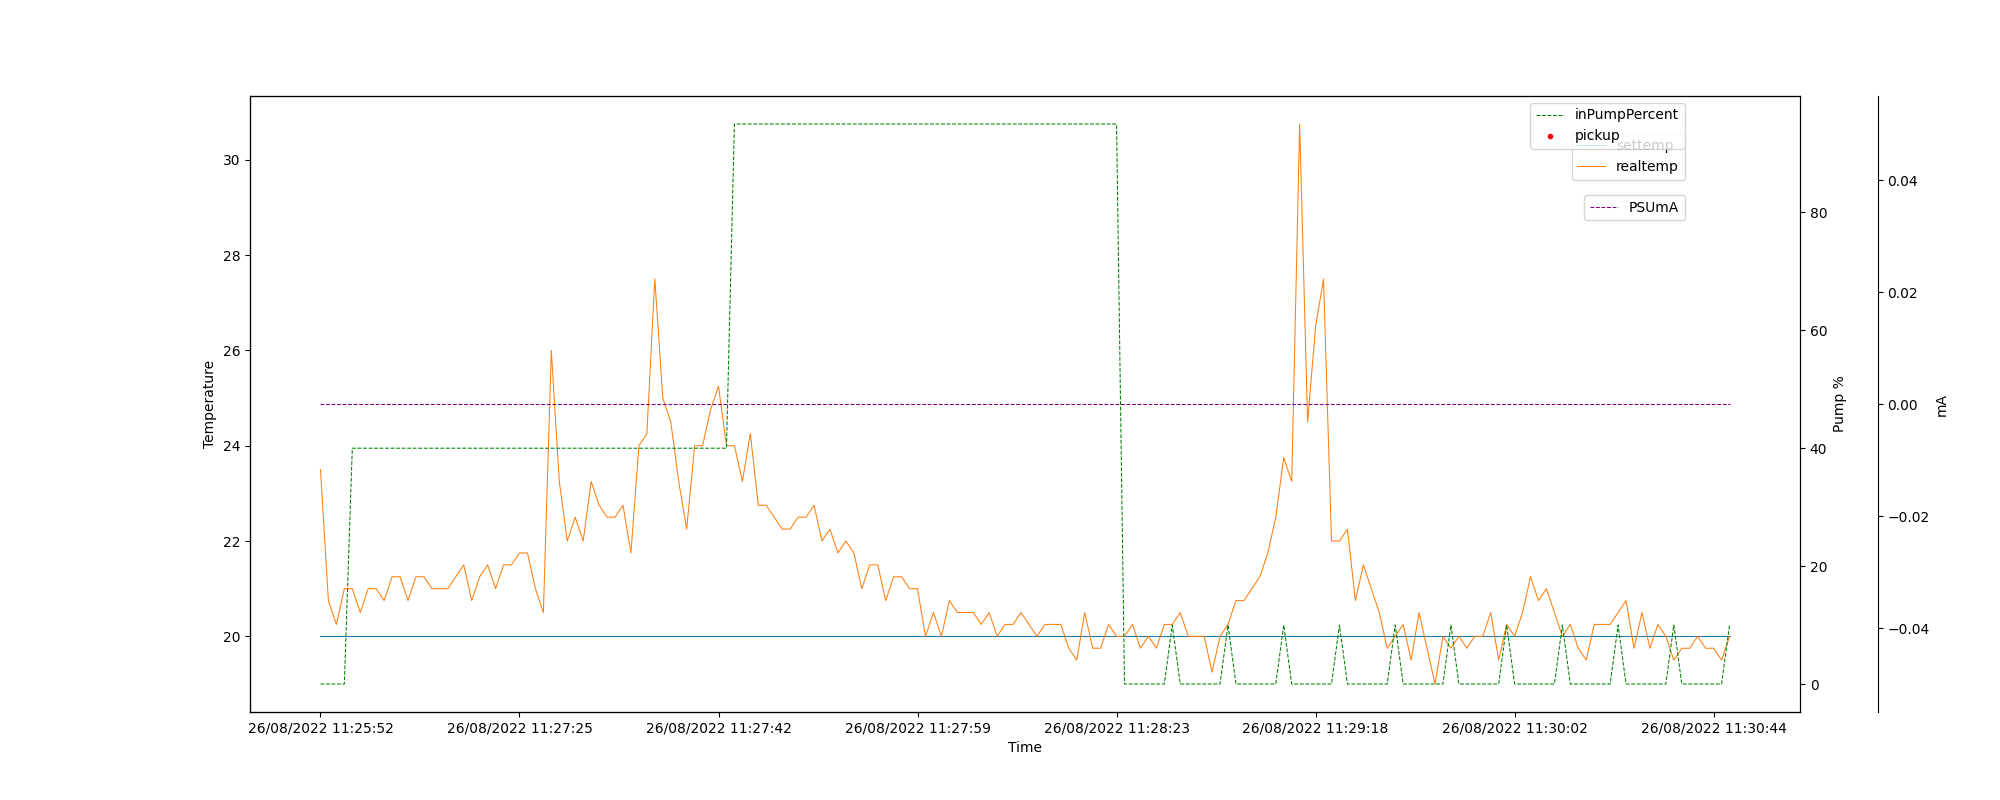 inPumpPercent
pickup
settemp
realtemp
PSUmA
Temperature
30
28
26
24
22
20
80
60
40
20
0
Pump %
0.04
0.02
0.00
−0.02
−0.04
mA
26/08/2022 11:25:52
26/08/2022 11:27:25
26/08/2022 11:27:42
26/08/2022 11:27:59
26/08/2022 11:28:23
26/08/2022 11:29:18
26/08/2022 11:30:02
26/08/2022 11:30:44
Time